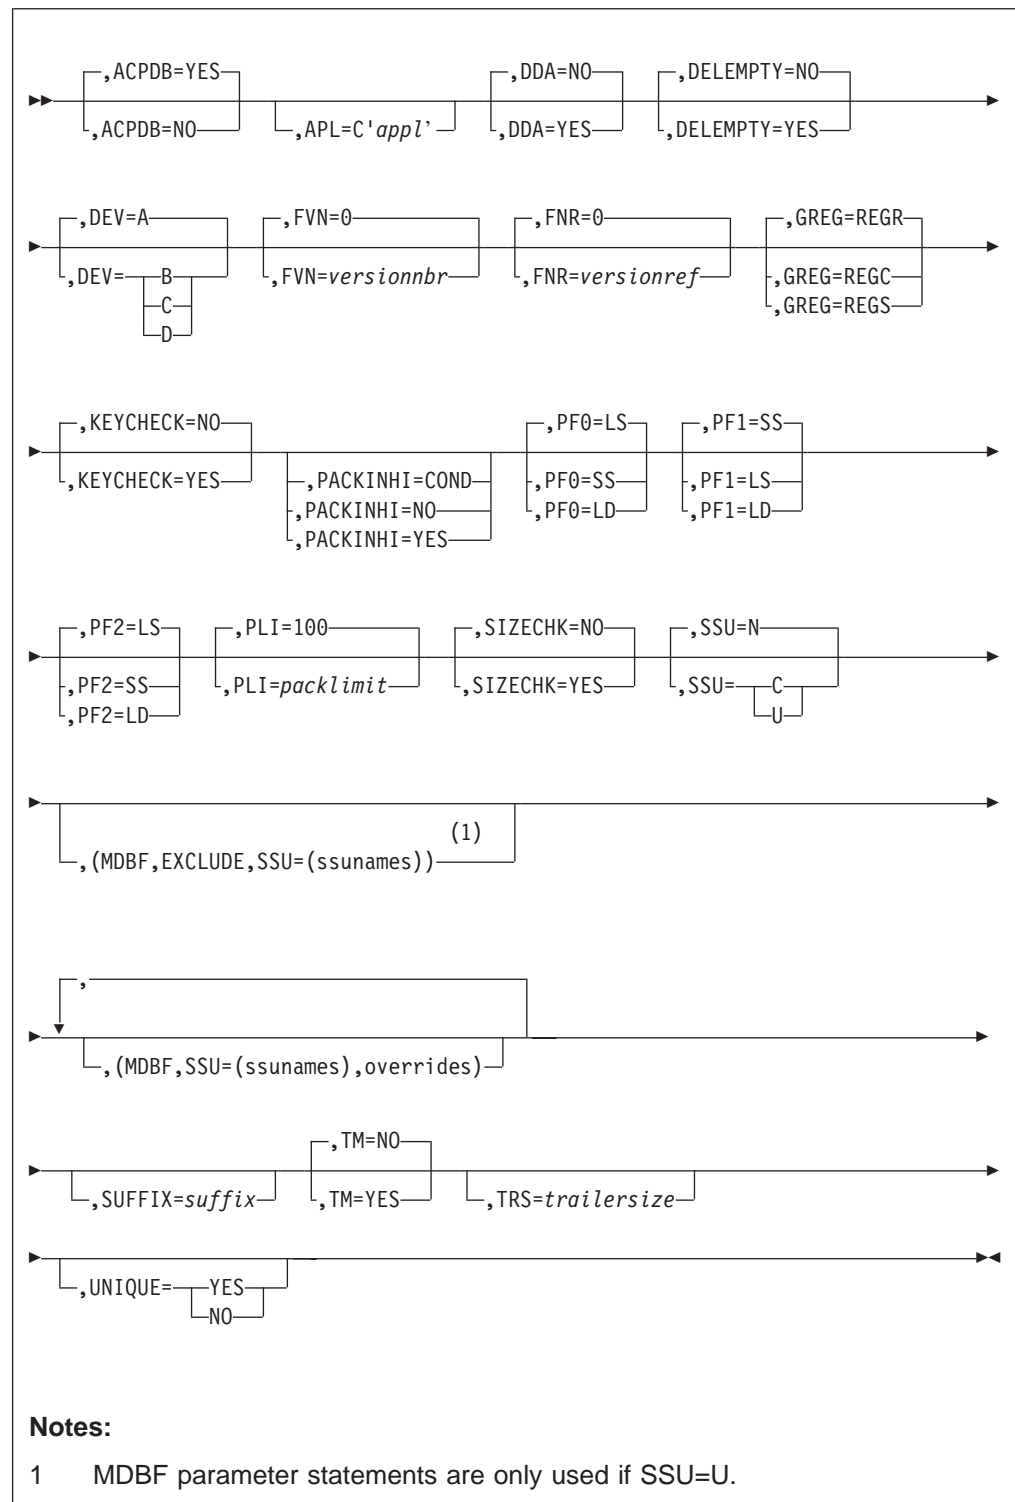 ,ACPDB=YES ,DDA=NO ,DELEMPTY=NO
,ACPDB=NO ,APL=C'appl’ ,DDA=YES ,DELEMPTY=YES
,DEV=A ,FVN=0 ,FNR=0 ,GREG=REGR
,DEV= B ,FVN=versionnbr ,FNR=versionref ,GREG=REGC
C ,GREG=REGS
D
,KEYCHECK=NO ,PF0=LS ,PF1=SS
,KEYCHECK=YES ,PACKINHI=COND ,PF0=SS ,PF1=LS
,PACKINHI=NO ,PF0=LD ,PF1=LD
,PACKINHI=YES
,PF2=LS ,PLI=100 ,SIZECHK=NO ,SSU=N
,PF2=SS ,PLI=packlimit ,SIZECHK=YES ,SSU= C
,PF2=LD U
(1)
,(MDBF,EXCLUDE,SSU=(ssunames))
,
,(MDBF,SSU=(ssunames),overrides)
,TM=NO
,SUFFIX=suffix ,TM=YES ,TRS=trailersize
,UNIQUE= YES
NO
Notes:
1 MDBF parameter statements are only used if SSU=U.